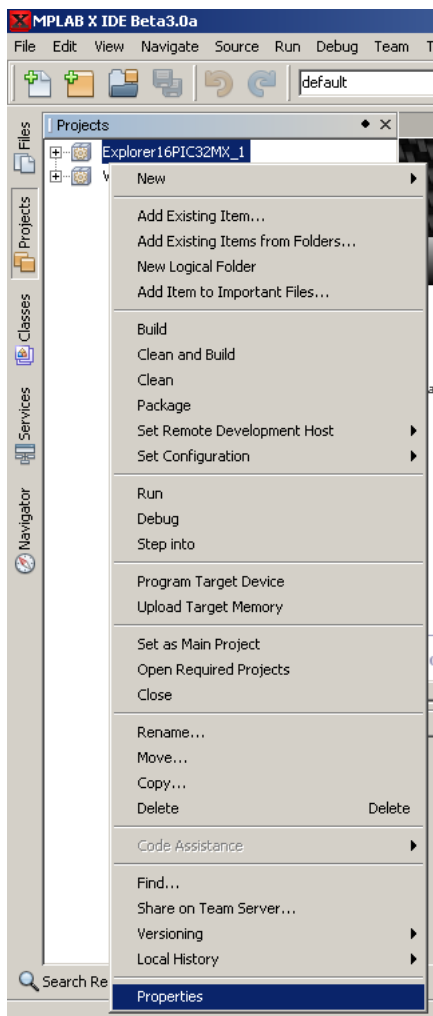 MPLAB X IDE Beta3.0a
File Edit View Navigate Source Run Debug Team
default
Files
Projects
Classes
Services
Navigator
Projects
Explorer16PIC32MX_1
New
Add Existing Item...
Add Existing Items from Folders...
New Logical Folder
Add Item to Important Files...
Build
Clean and Build
Clean
Package
Set Remote Development Host
Set Configuration
Run
Debug
Step into
Program Target Device
Upload Target Memory
Set as Main Project
Open Required Projects
Close
Rename...
Move...
Copy...
Delete Delete
Code Assistance
Find...
Share on Team Server...
Versioning
Local History
Properties
Search Re